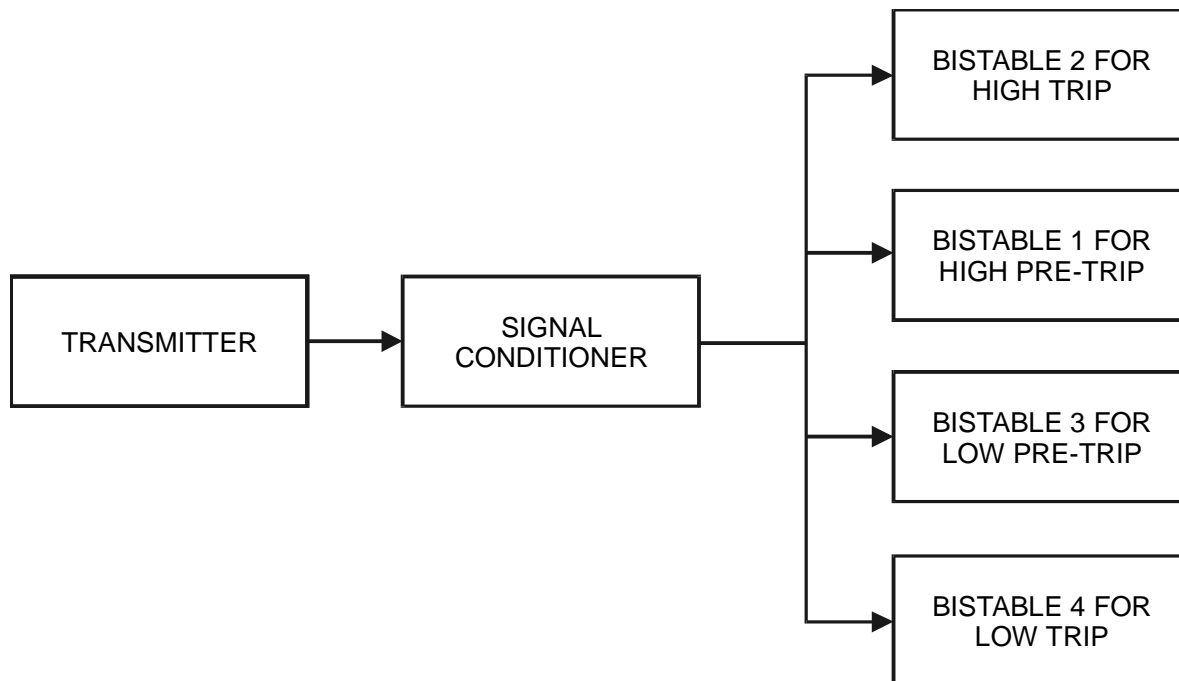 BISTABLE 2 FOR
HIGH TRIP
BISTABLE 1 FOR
HIGH PRE-TRIP
TRANSMITTER
SIGNAL
CONDITIONER
BISTABLE 3 FOR
LOW PRE-TRIP
BISTABLE 4 FOR
LOW TRIP